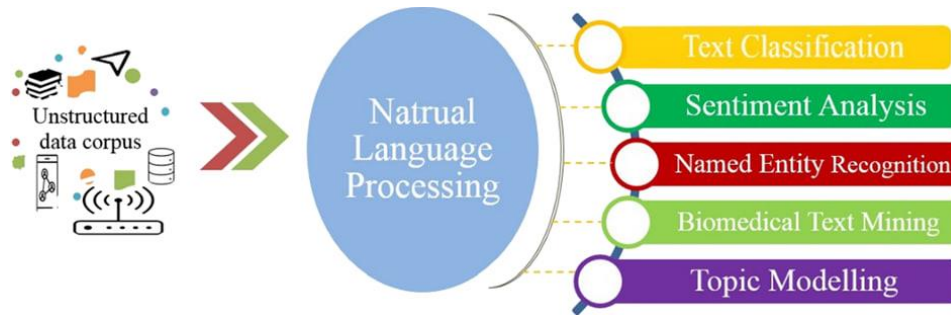 Unstructured
data corpus
Natrual
Language
Processing
Text Classification
Sentiment Analysis
Named Entity Recognition
Biomedical Text Mining
Topic Modelling